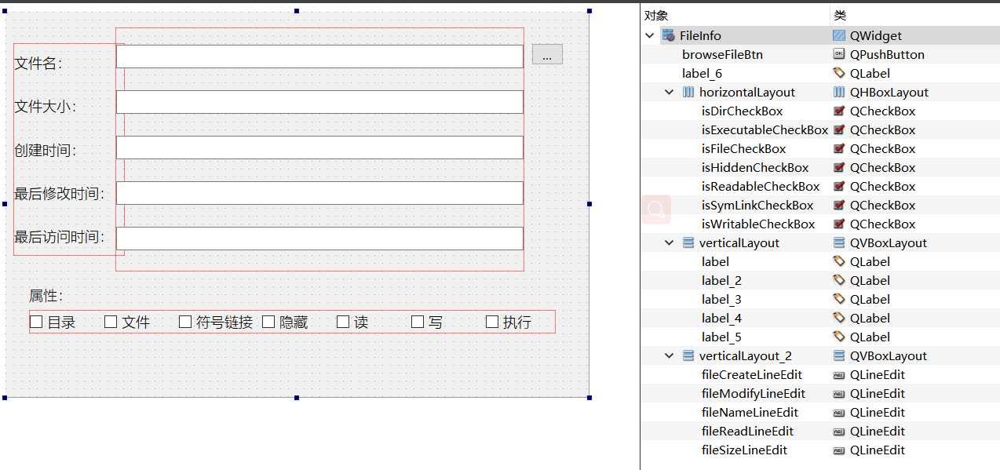 文件名：
...
文件大小：
创建时间：
最后修改时间：
最后访问时间：
属性：
目录 文件 符号链接 隐藏 读 写 执行
对象 类
FileInfo QWidget
browseFileBtn QPushButton
label_6 QLabel
horizontalLayout QHBoxLayout
isDirCheckBox QCheckBox
isExecutableCheckBox QCheckBox
isFileCheckBox QCheckBox
isHiddenCheckBox QCheckBox
isReadableCheckBox QCheckBox
isSymLinkCheckBox QCheckBox
isWritableCheckBox QCheckBox
verticalLayout QVBoxLayout
label QLabel
label_2 QLabel
label_3 QLabel
label_4 QLabel
label_5 QLabel
verticalLayout_2 QVBoxLayout
fileCreateLineEdit QLineEdit
fileModifyLineEdit QLineEdit
fileNameLineEdit QLineEdit
fileReadLineEdit QLineEdit
fileSizeLineEdit QLineEdit